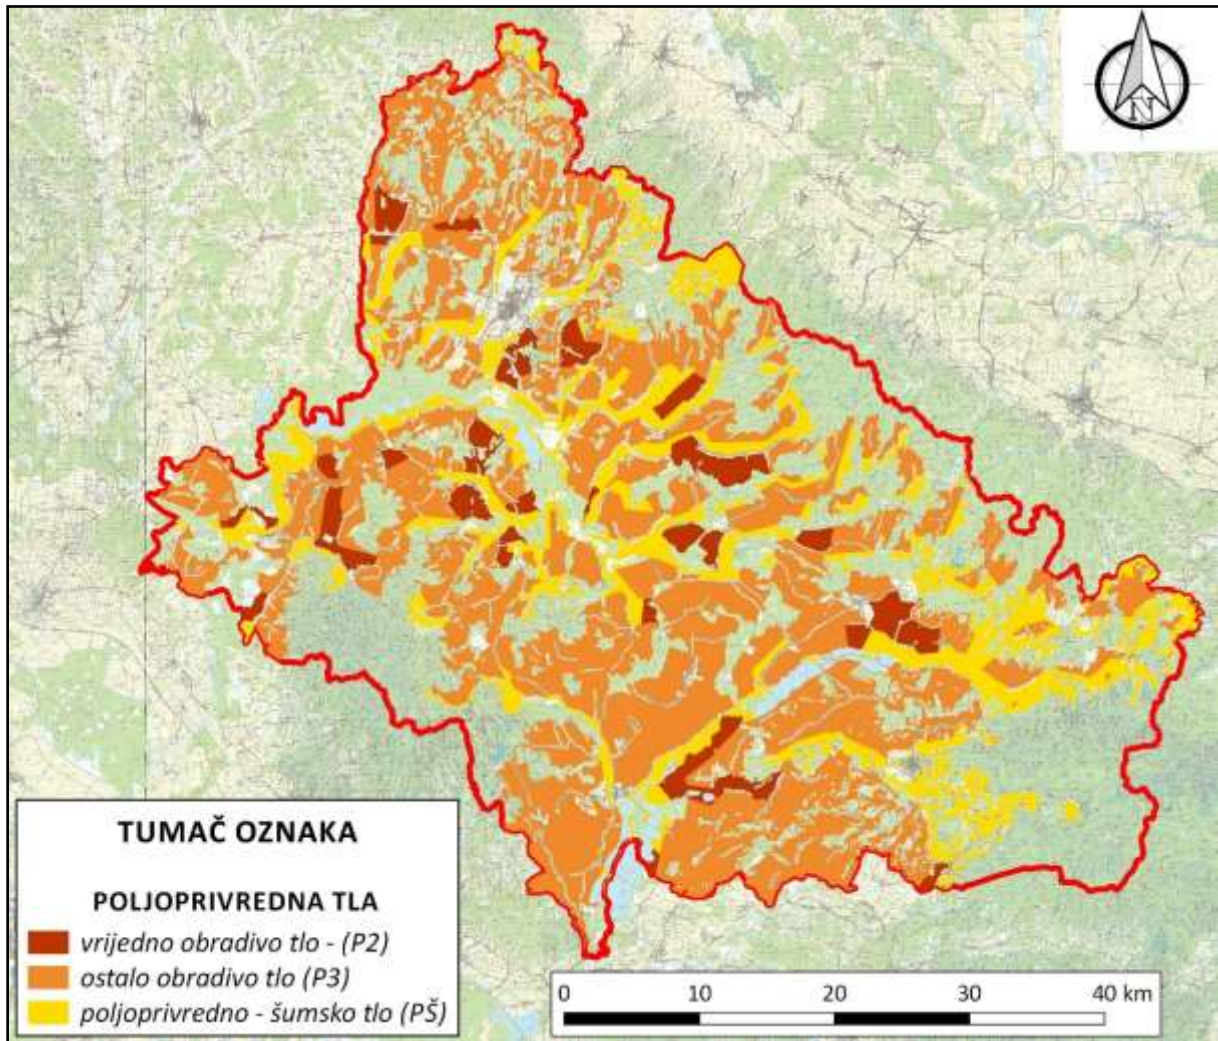 N
TUMAČ OZNAKA
POLJOPRIVREDNA TLA
vrijedno obradivo tlo - (P2)
ostalo obradivo tlo (P3)
poljoprivredno - šumsko tlo (PŠ)
0 10 20 30 40 km